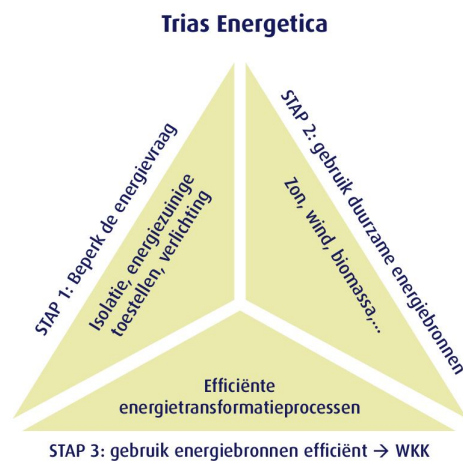 Trias Energetica
STAP 1: Beperk de energievraag
Isolatie, energiezuinige
toestellen, verlichting
STAP 2: gebruik duurzame energiebronnen
Zon, wind, biomassa,...
Efficiënte
energietransformatieprocessen
STAP 3: gebruik energiebronnen efficiënt → WKK